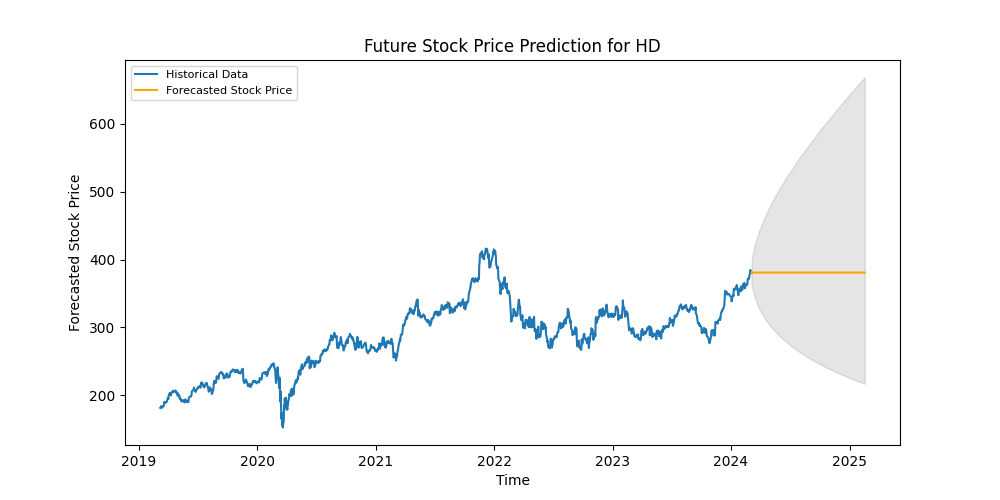 Future Stock Price Prediction for HD
Historical Data
Forecasted Stock Price
Forecasted Stock Price
600
500
400
300
200
2019 2020 2021 2022 2023 2024 2025
Time